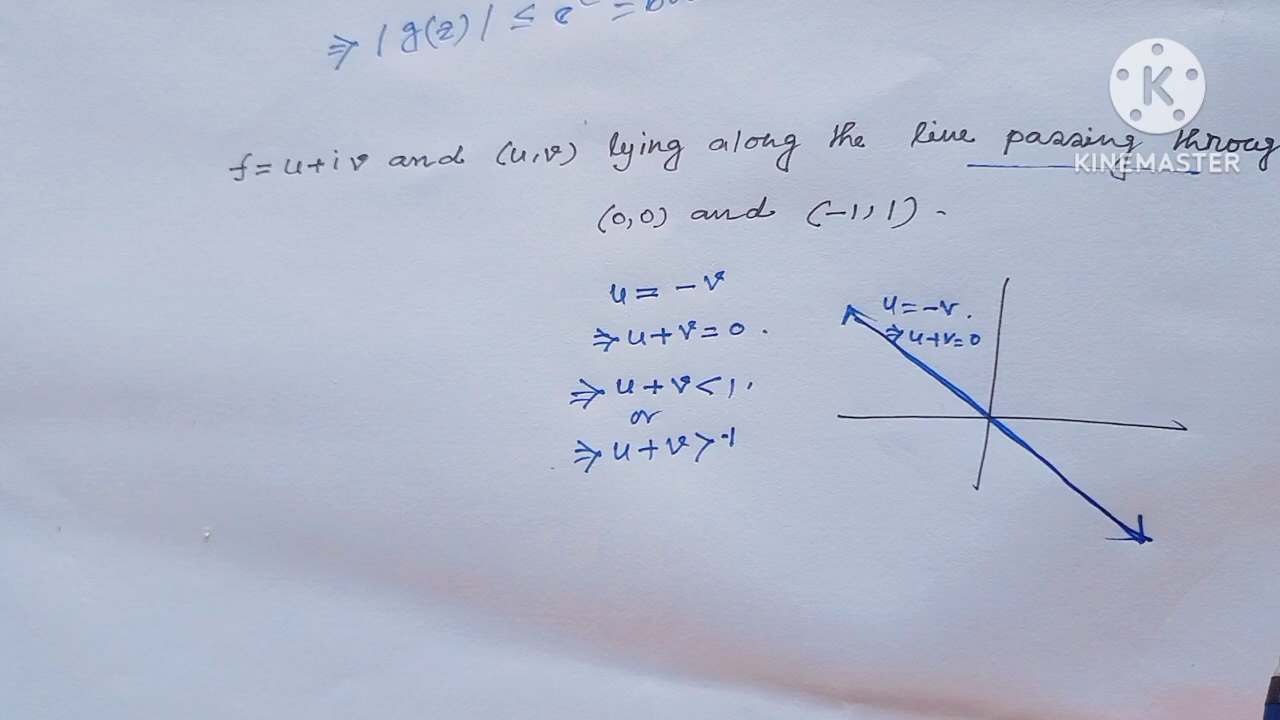 ⇒ |g(z)| ≤ e =
K
KINEMASTER
f = u+iv and (u,v) lying along the line passing throug
(0,0) and (-1,1).
u = -v
⇒ u+v=0.
⇒ u+v<1.
or
⇒ u+v>-1
u=-v.
⇒ u+v=0